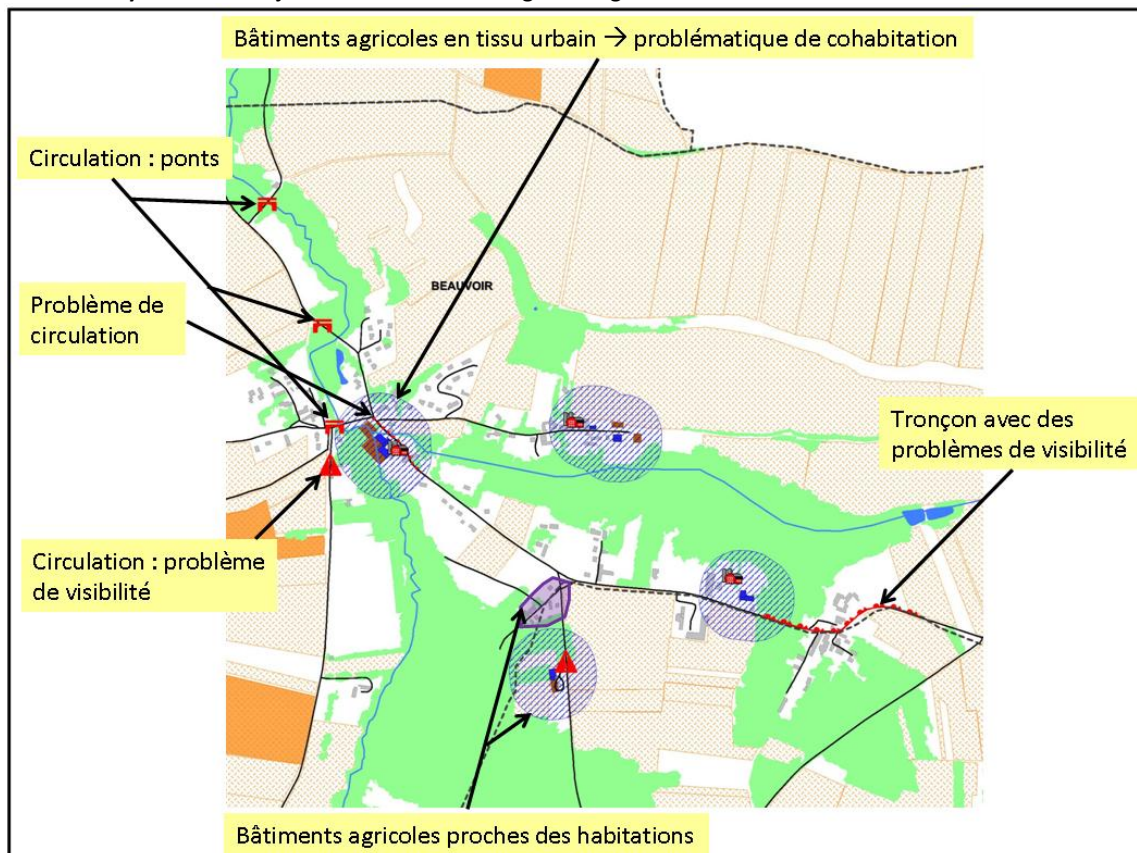 Bâtiments agricoles en tissu urbain → problématique de cohabitation
Circulation : ponts
BEAUVOIR
Problème de
circulation
Tronçon avec des
problèmes de visibilité
Circulation : problème
de visibilité
Bâtiments agricoles proches des habitations